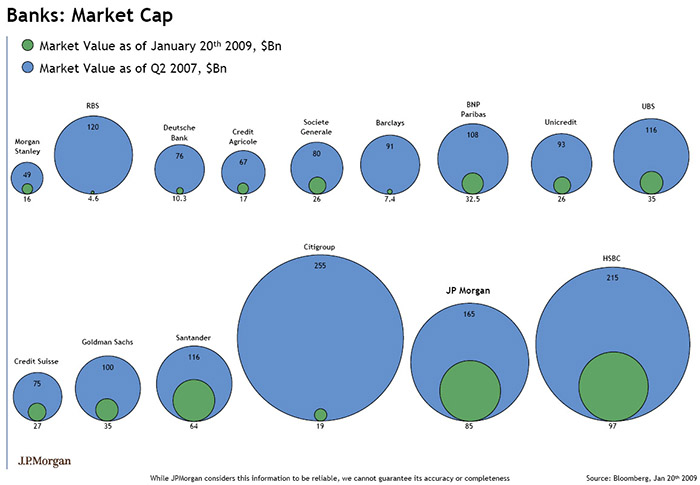 Banks: Market Cap
Market Value as of January 20th 2009, $Bn
Market Value as of Q2 2007, $Bn
Morgan
Stanley
49
16
RBS
120
4.6
Deutsche
Bank
76
10.3
Credit
Agricole
67
17
Societe
Generale
80
26
Barclays
91
7.4
BNP
Paribas
108
32.5
Unicredit
93
26
UBS
116
35
Credit Suisse
75
27
Goldman Sachs
100
35
Santander
116
64
Citigroup
255
19
JP Morgan
165
85
HSBC
215
97
J.P.Morgan
While JPMorgan considers this information to be reliable, we cannot guarantee its accuracy or completeness
Source: Bloomberg, Jan 20th 2009